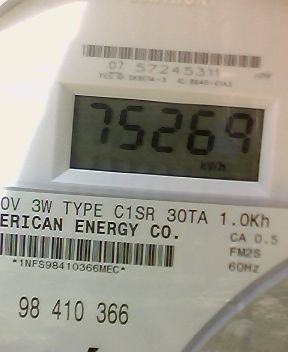 07 57245311
75269
kWh
0V 3W TYPE C1SR 30TA 1.0Kh
ERICAN ENERGY CO.
CA 0.5
FM2S
*1NFS98410366MEC*
60Hz
98 410 366